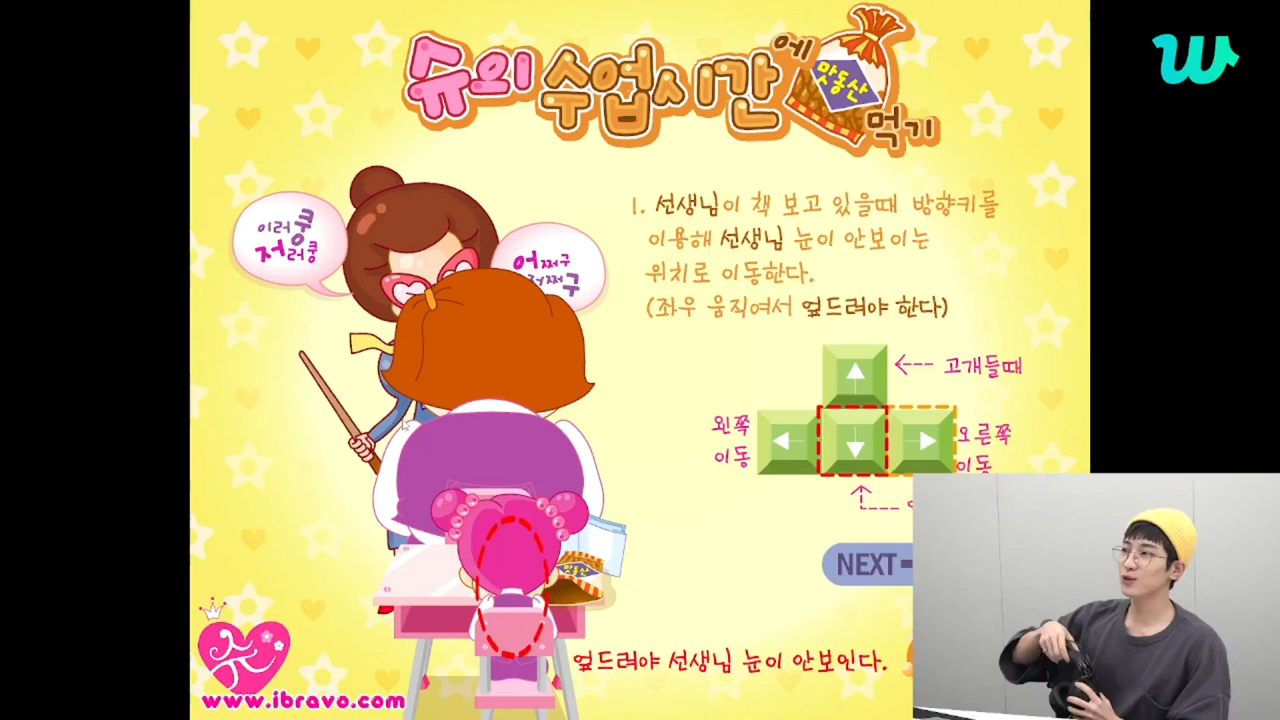 슈의 수업시간에 맛동산 먹기
이러쿵
저러쿵
어쩌구
저쩌구
1. 선생님이 책 보고 있을때 방향키를
이용해 선생님 눈이 안보이는
위치로 이동한다.
(좌우 움직여서 엎드려야 한다)
<--- 고개들때
왼쪽
이동
오른쪽
이동
NEXT
맛동산
엎드려야 선생님 눈이 안보인다.
슈
www.ibravo.com